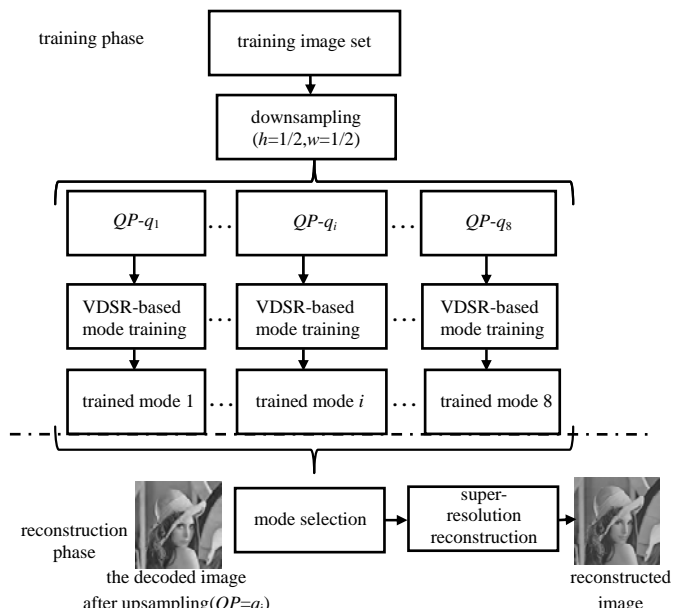 training phase
training image set
downsampling
(h=1/2,w=1/2)
QP-q1 ... QP-qi ... QP-q8
VDSR-based
mode training
...
VDSR-based
mode training
...
VDSR-based
mode training
trained mode 1 ... trained mode i ... trained mode 8
reconstruction
phase
mode selection
super-
resolution
reconstruction
the decoded image
after upsampling(QP=qi)
reconstructed
image